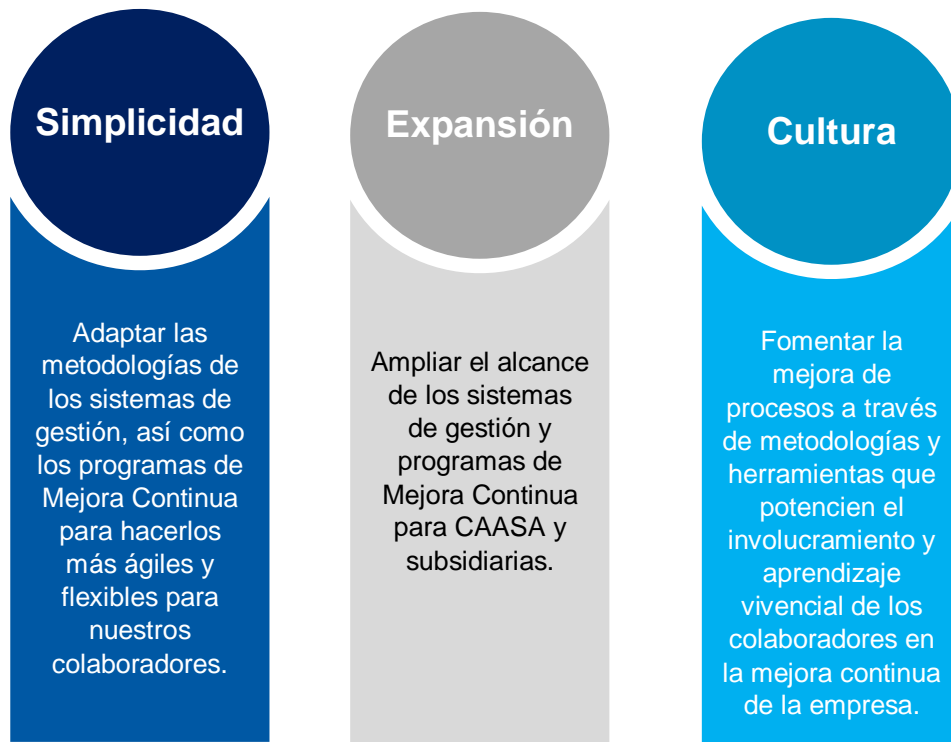 Simplicidad
Adaptar las
metodologías de
los sistemas de
gestión, así como
los programas de
Mejora Continua
para hacerlos
más ágiles y
flexibles para
nuestros
colaboradores.
Expansión
Ampliar el alcance
de los sistemas
de gestión y
programas de
Mejora Continua
para CAASA y
subsidiarias.
Cultura
Fomentar la
mejora de
procesos a través
de metodologías y
herramientas que
potencien el
involucramiento y
aprendizaje
vivencial de los
colaboradores en
la mejora continua
de la empresa.